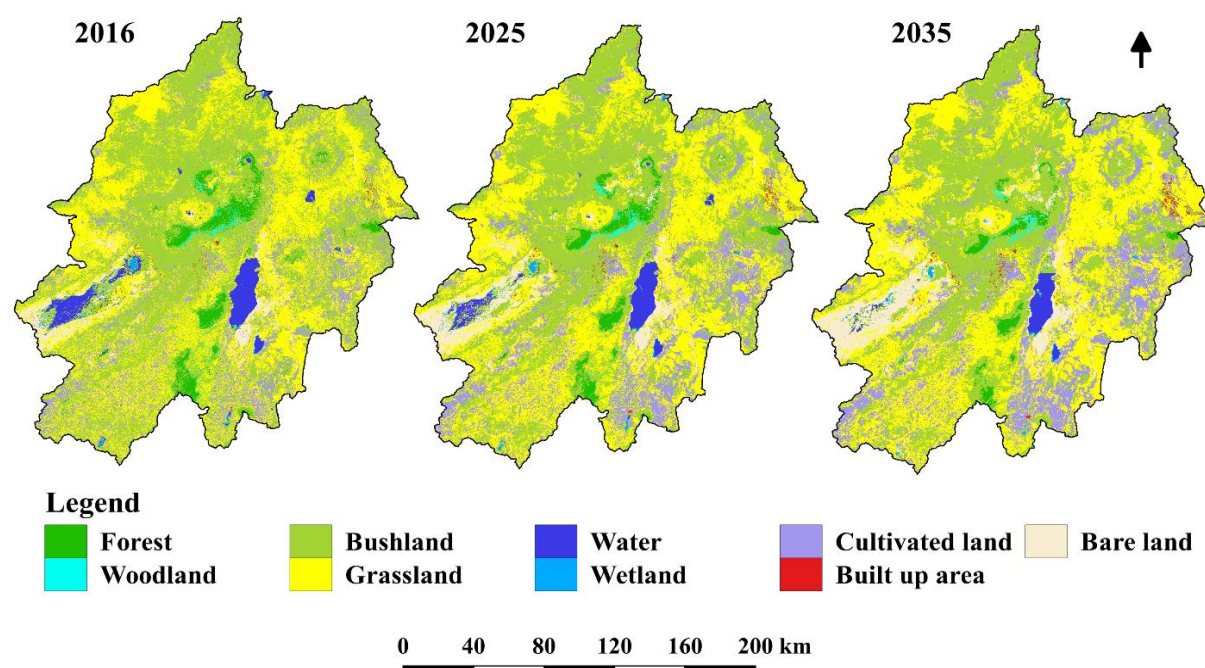 2016 2025 2035
Legend
Forest Bushland Water Cultivated land Bare land
Woodland Grassland Wetland Built up area
0 40 80 120 160 200 km